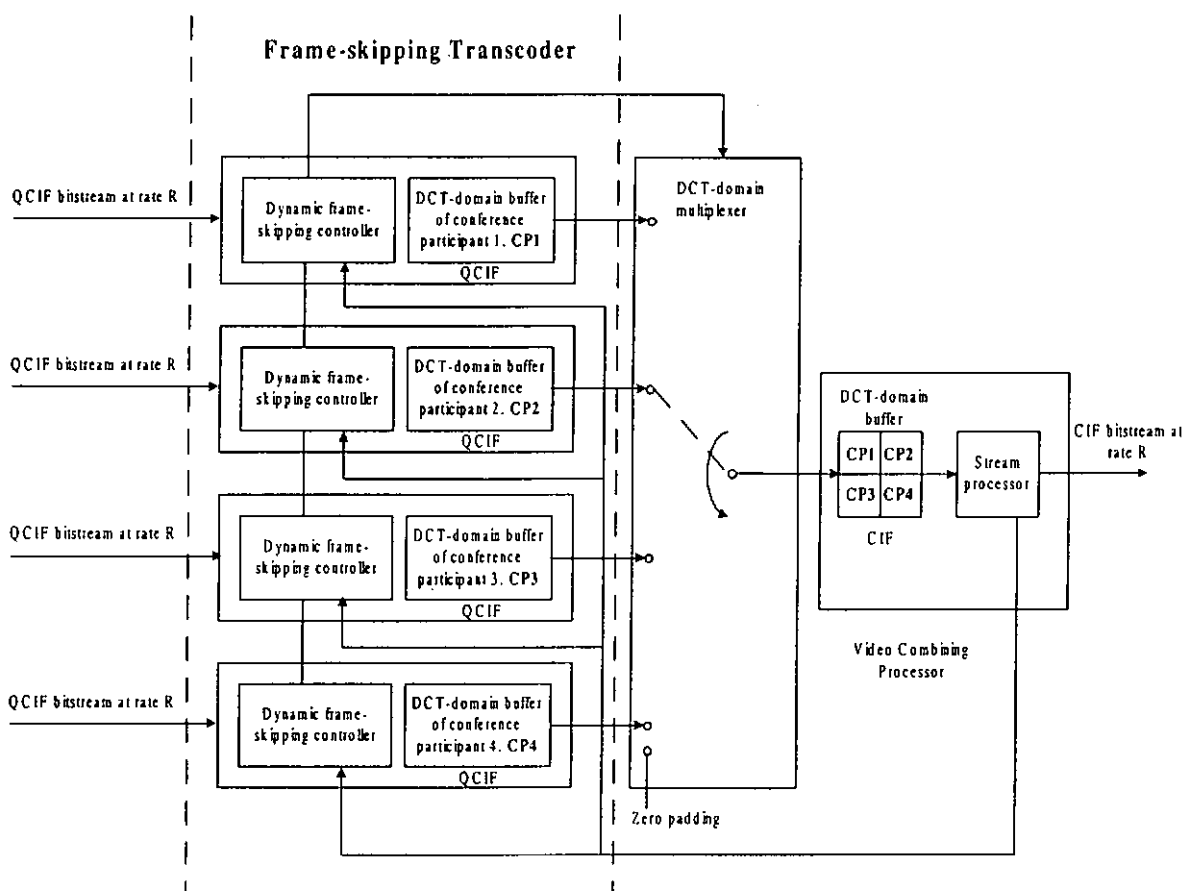 Frame-skipping Transcoder
QCIF bitstream at rate R
Dynamic frame-
skipping controller
DCT-domain buffer
of conference
participant 1. CP1
QCIF
DCT-domain
multiplexer
QCIF bitstream at rate R
Dynamic frame-
skipping controller
DCT-domain buffer
of conference
participant 2. CP2
QCIF
DCT-domain
buffer
CP1 CP2
CP3 CP4
CIF
Stream
processor
CIF bitstream at
rate R
QCIF bitstream at rate R
Dynamic frame-
skipping controller
DCT-domain buffer
of conference
participant 3. CP3
QCIF
Video Combining
Processor
QCIF bitstream at rate R
Dynamic frame-
skipping controller
DCT-domain buffer
of conference
participant 4. CP4
QCIF
Zero padding